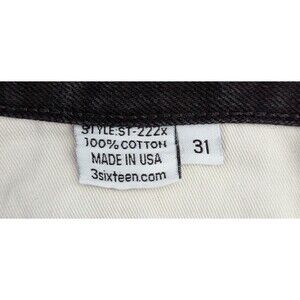 STYLE:ST-222x
100% COTTON
MADE IN USA
3sixteen.com
31